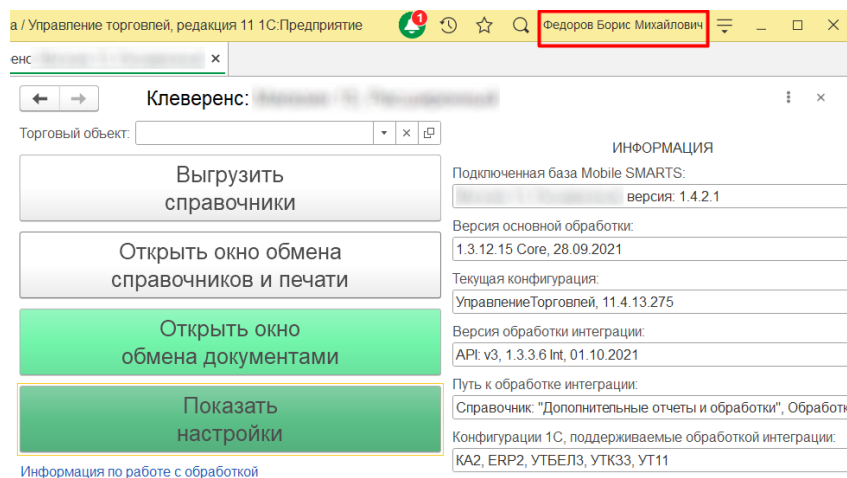 а / Управление торговлей, редакция 11 1С:Предприятие
9
Федоров Борис Михайлович
енс
Клеверенс:
Торговый объект:
Выгрузить
справочники
Открыть окно обмена
справочников и печати
Открыть окно
обмена документами
Показать
настройки
Информация по работе с обработкой
ИНФОРМАЦИЯ
Подключенная база Mobile SMARTS:
версия: 1.4.2.1
Версия основной обработки:
1.3.12.15 Core, 28.09.2021
Текущая конфигурация:
УправлениеТорговлей, 11.4.13.275
Версия обработки интеграции:
API: v3, 1.3.3.6 Int, 01.10.2021
Путь к обработке интеграции:
Справочник: "Дополнительные отчеты и обработки", Обработк
Конфигурации 1С, поддерживаемые обработкой интеграции:
КА2, ERP2, УТБЕЛ3, УТК33, УТ11